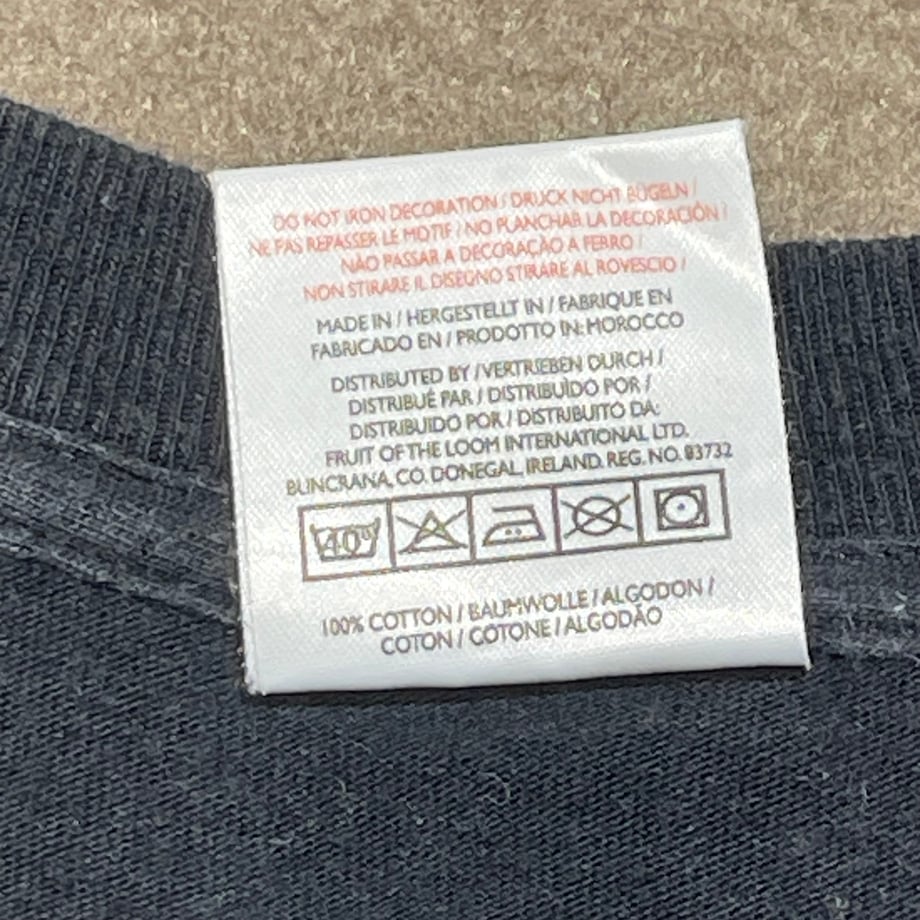 DO NOT IRON DECORATION / DRUCK NICHT BÜGELN /
NE PAS REPASSER LE MOTIF / NO PLANCHAR LA DECORACIÓN /
NÃO PASSAR A DECORAÇÃO A FERRO /
NON STIRARE IL DISEGNO STIRARE AL ROVESCIO /
MADE IN / HERGESTELLT IN / FABRIQUE EN
FABRICADO EN / PRODOTTO IN: MOROCCO
DISTRIBUTED BY / VERTRIEBEN DURCH /
DISTRIBUÉ PAR / DISTRIBUÌDO POR /
DISTRIBUIDO POR / DISTRIBUITO DA:
FRUIT OF THE LOOM INTERNATIONAL LTD.
BUNCRANA, CO. DONEGAL, IRELAND. REG. NO. 83732
40°
100% COTTON / BAUMWOLLE / ALGODON /
COTON / COTONE / ALGODÃO